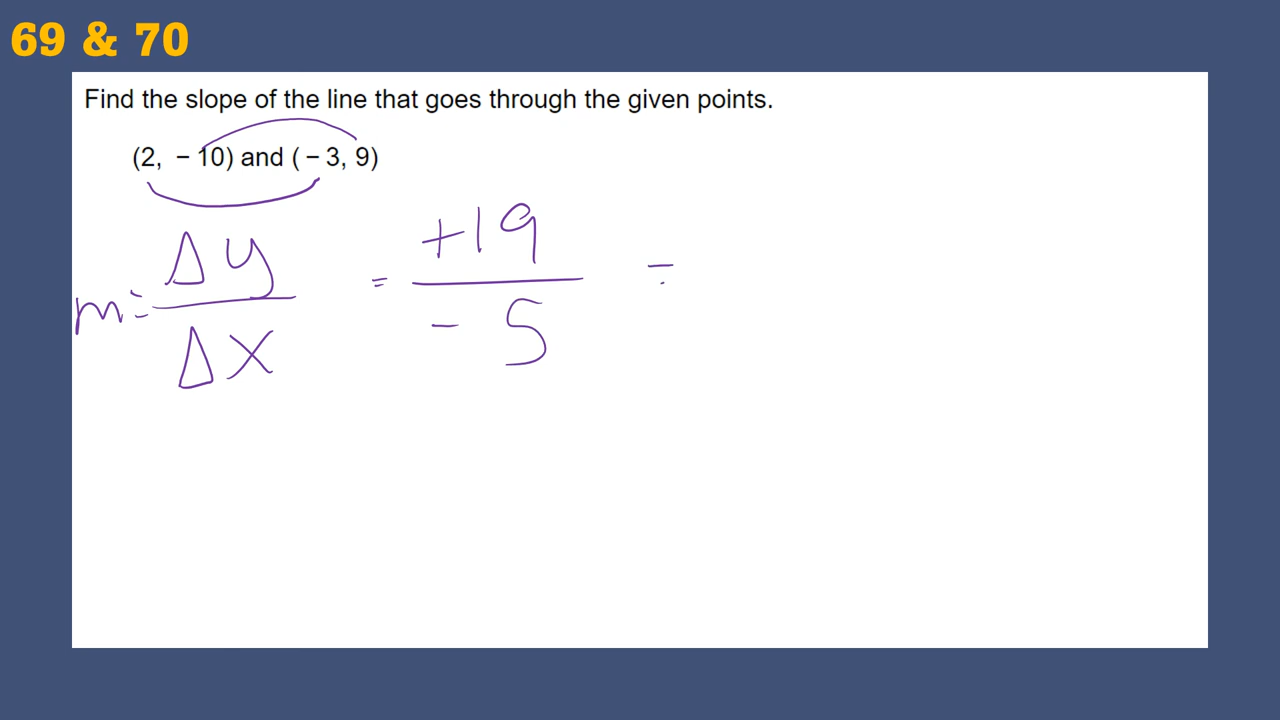 69 & 70
Find the slope of the line that goes through the given points.
(2, − 10) and (− 3, 9)
m = Δy / Δx = +19 / − 5 =